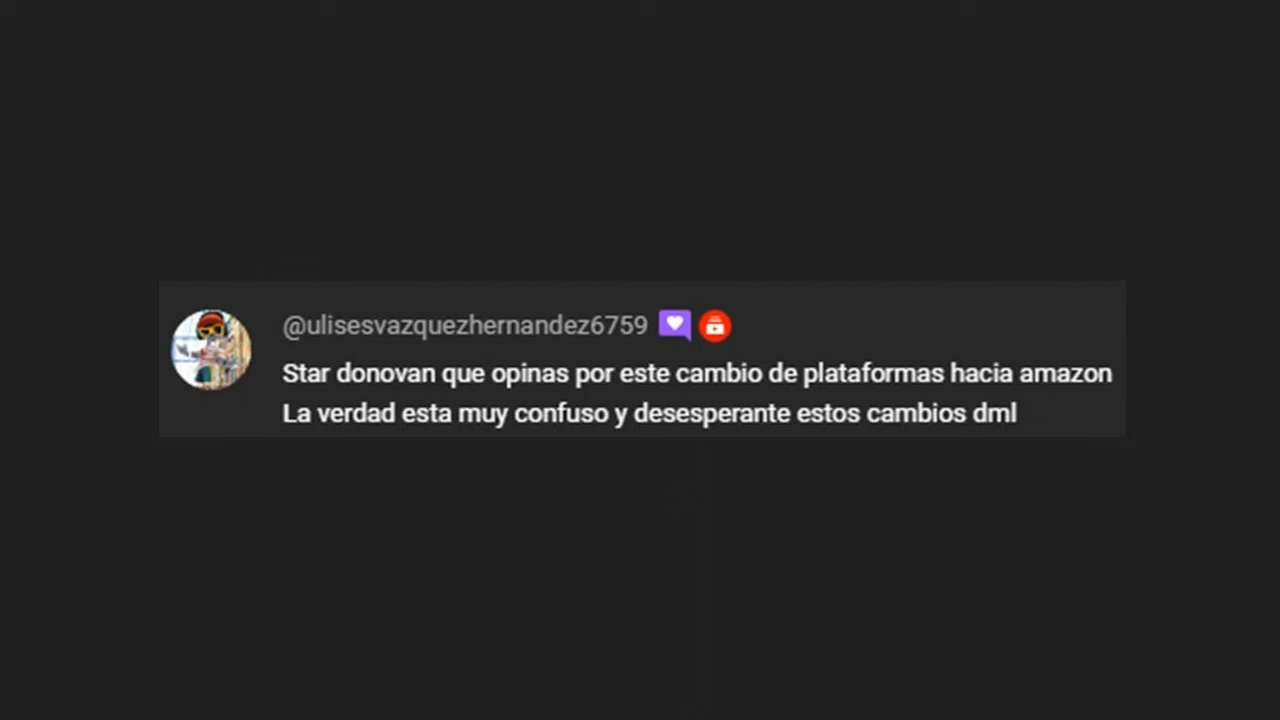 @ulisesvazquezhernandez6759
Star donovan que opinas por este cambio de plataformas hacia amazon
La verdad esta muy confuso y desesperante estos cambios dml